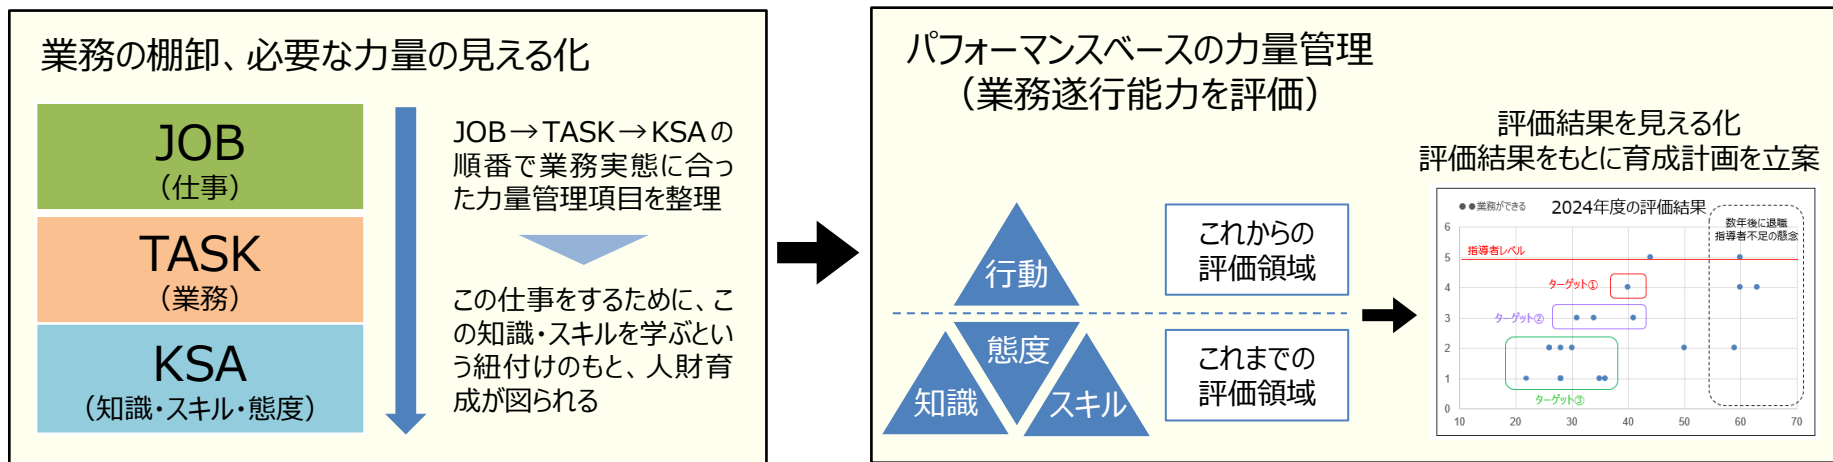 業務の棚卸、必要な力量の見える化
JOB
（仕事）
TASK
（業務）
KSA
（知識・スキル・態度）
JOB→TASK→KSAの
順番で業務実態に合っ
た力量管理項目を整理
この仕事をするために、こ
の知識・スキルを学ぶとい
う紐付けのもと、人財育
成が図られる
パフォーマンスベースの力量管理
（業務遂行能力を評価）
行動
態度
知識
スキル
これからの
評価領域
これまでの
評価領域
評価結果を見える化
評価結果をもとに育成計画を立案
●●業務ができる
2024年度の評価結果
数年後に退職
指導者不足の懸念
指導者レベル
ターゲット①
ターゲット②
ターゲット③
6
5
4
3
2
1
0
10 20 30 40 50 60 70